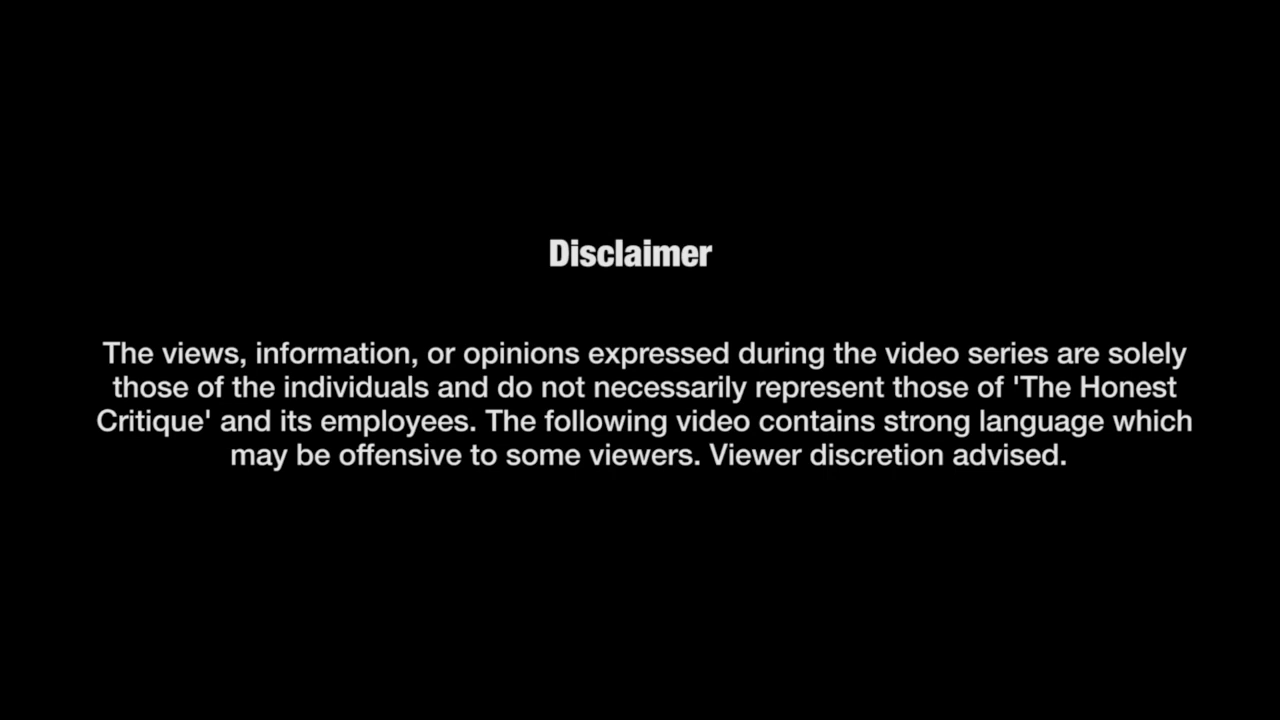 Disclaimer
The views, information, or opinions expressed during the video series are solely
those of the individuals and do not necessarily represent those of 'The Honest
Critique' and its employees. The following video contains strong language which
may be offensive to some viewers. Viewer discretion advised.